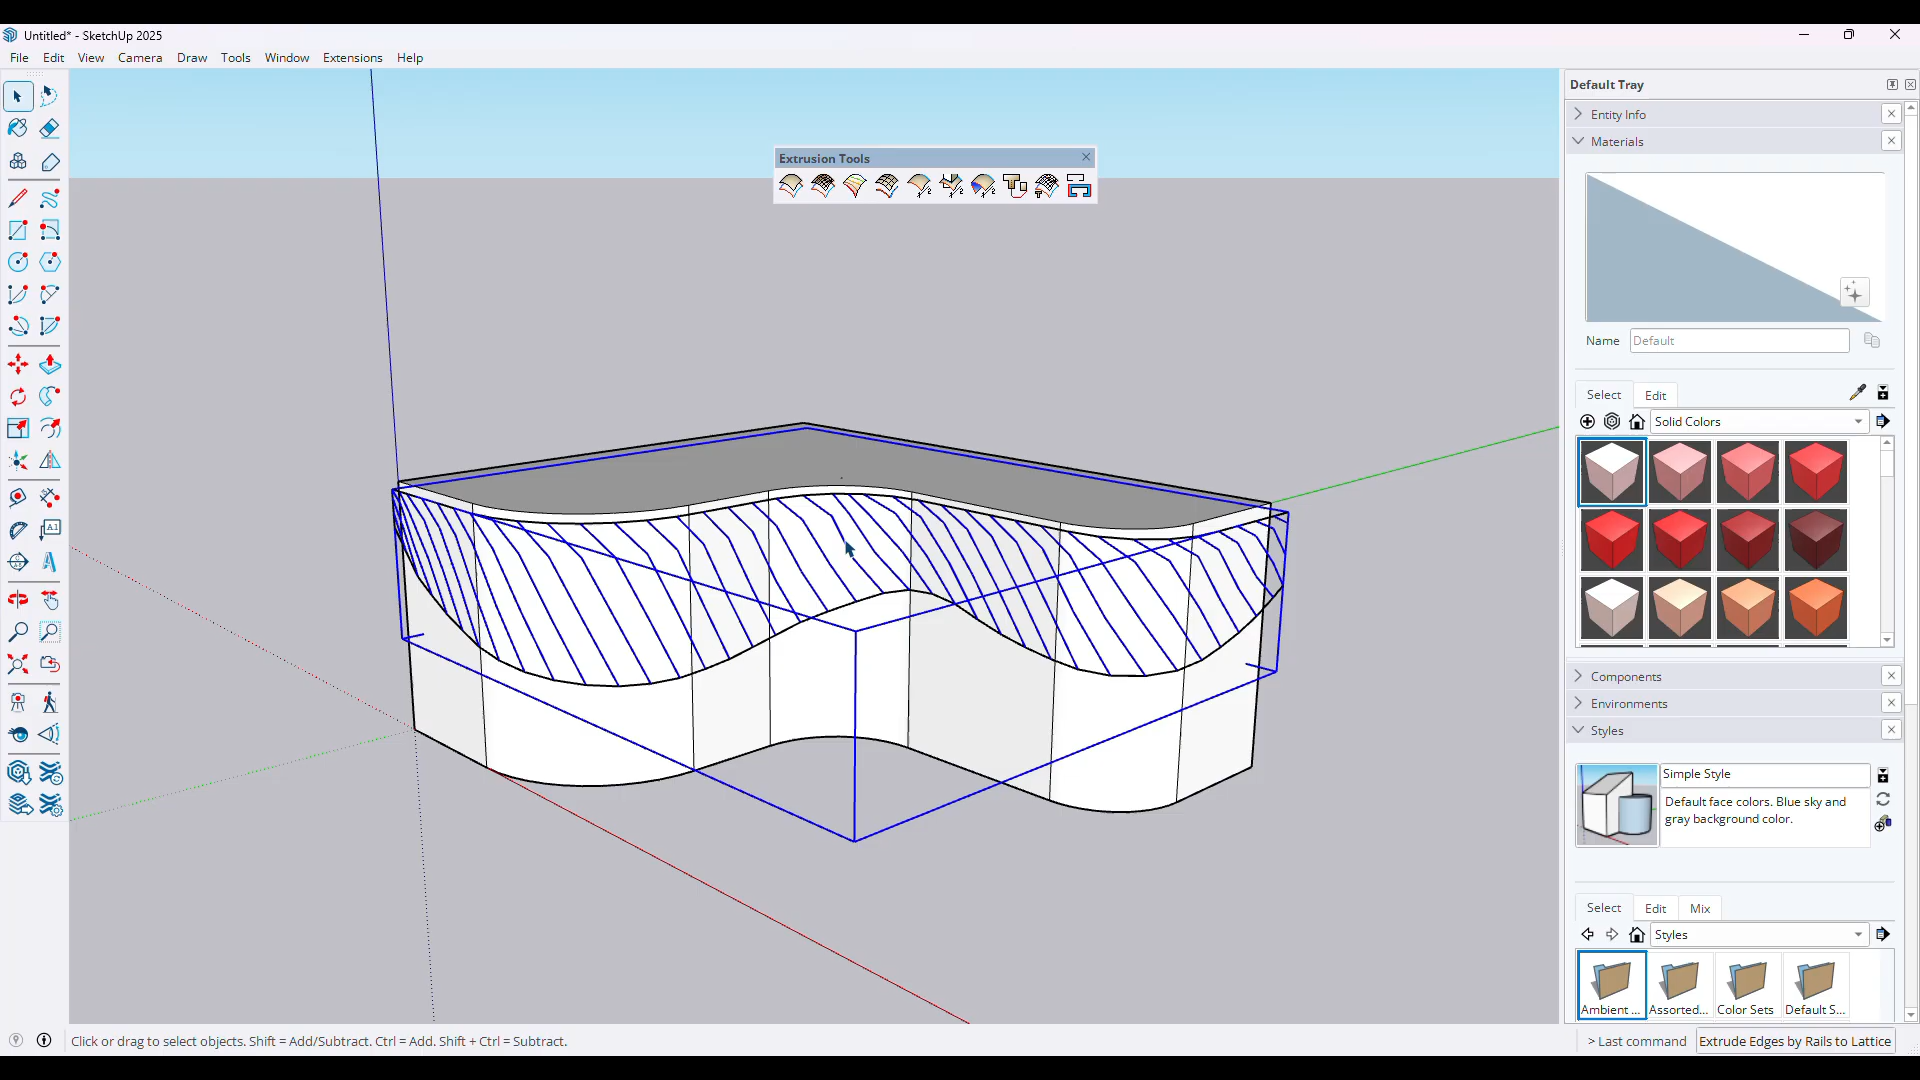 Untitled* - SketchUp 2025
File Edit View Camera Draw Tools Window Extensions Help
Extrusion Tools
Default Tray
Entity Info
Materials
Name Default
Select Edit
Solid Colors
Components
Environments
Styles
Simple Style
Default face colors. Blue sky and
gray background color.
Select Edit Mix
Styles
Ambient ... Assorted... Color Sets Default S...
Click or drag to select objects. Shift = Add/Subtract. Ctrl = Add. Shift + Ctrl = Subtract.
> Last command Extrude Edges by Rails to Lattice